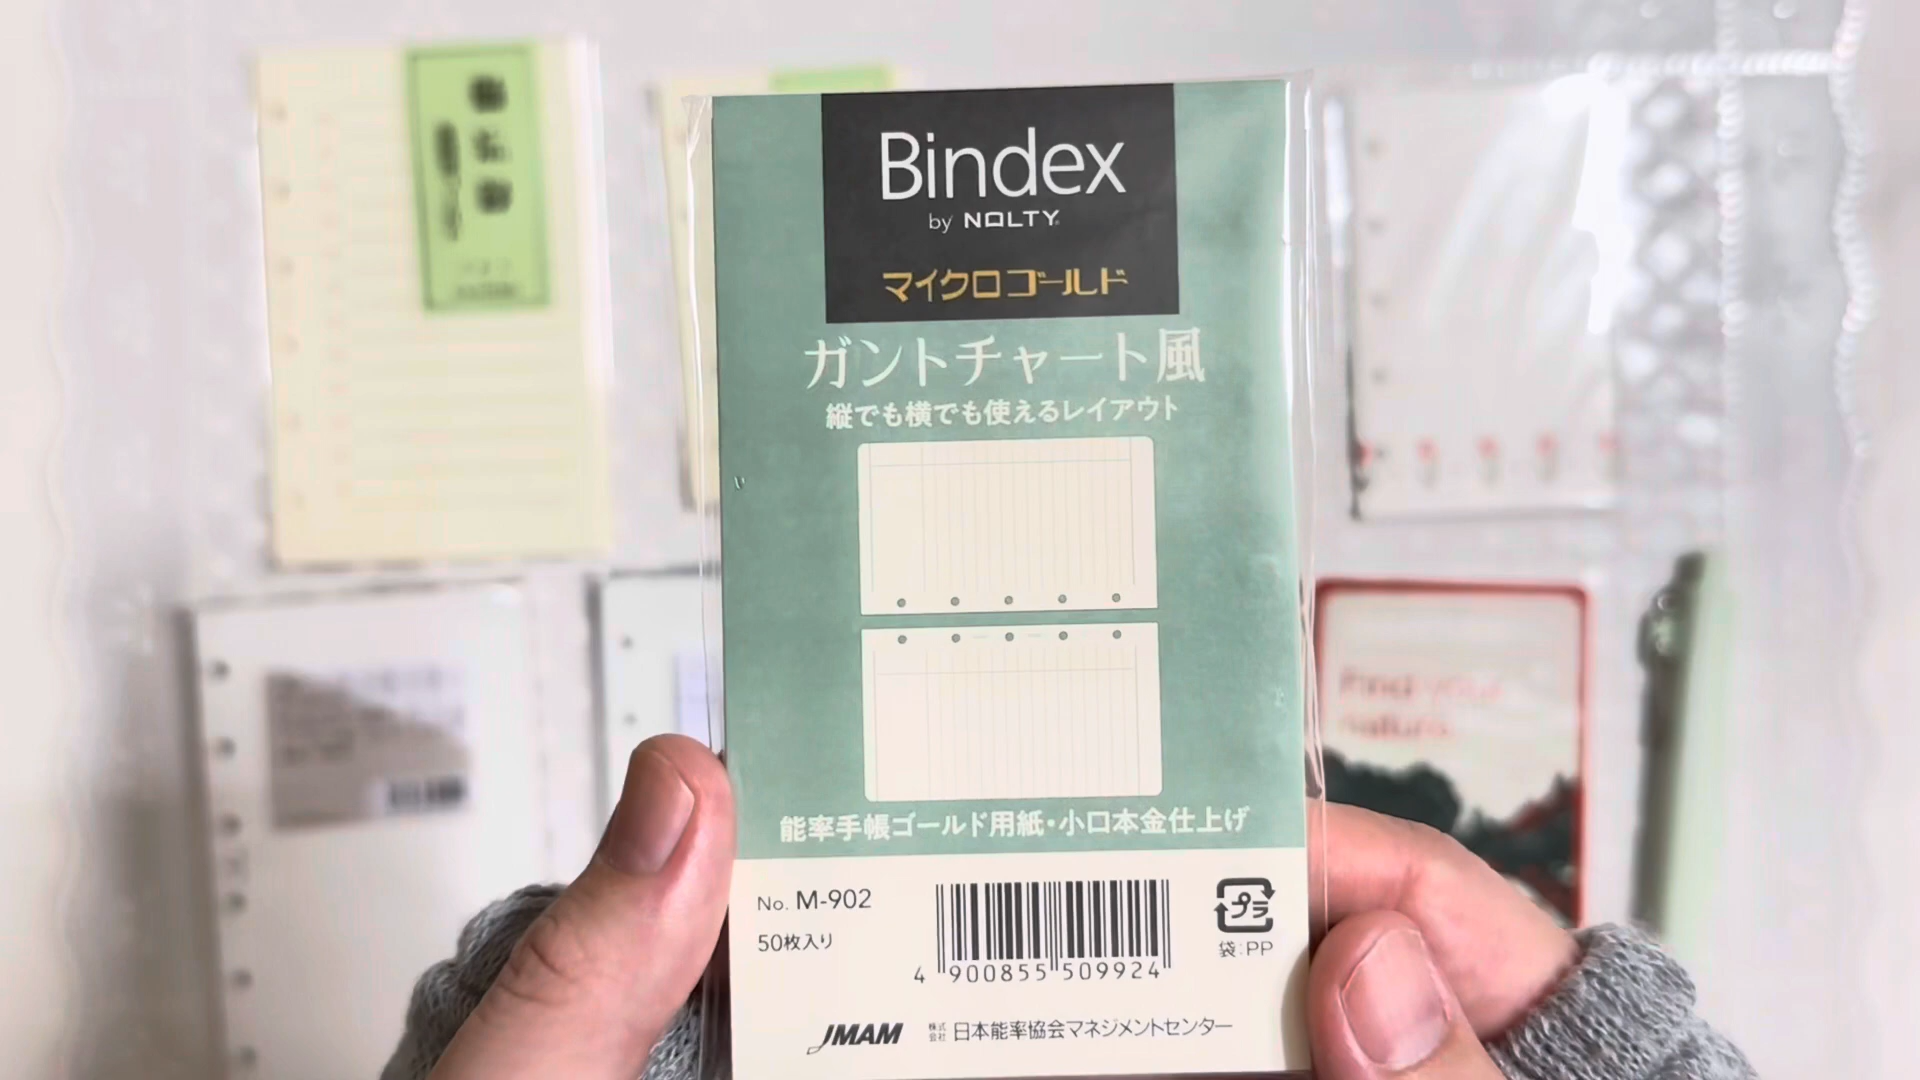 Bindex
by NOLTY
マイクロゴールド
ガントチャート風
縦でも横でも使えるレイアウト
能率手帳ゴールド用紙・小口本金仕上げ
No. M-902
50枚入り
4 900855 509924
プラ
袋:PP
JMAM 株式会社 日本能率協会マネジメントセンター
Find your
nature.